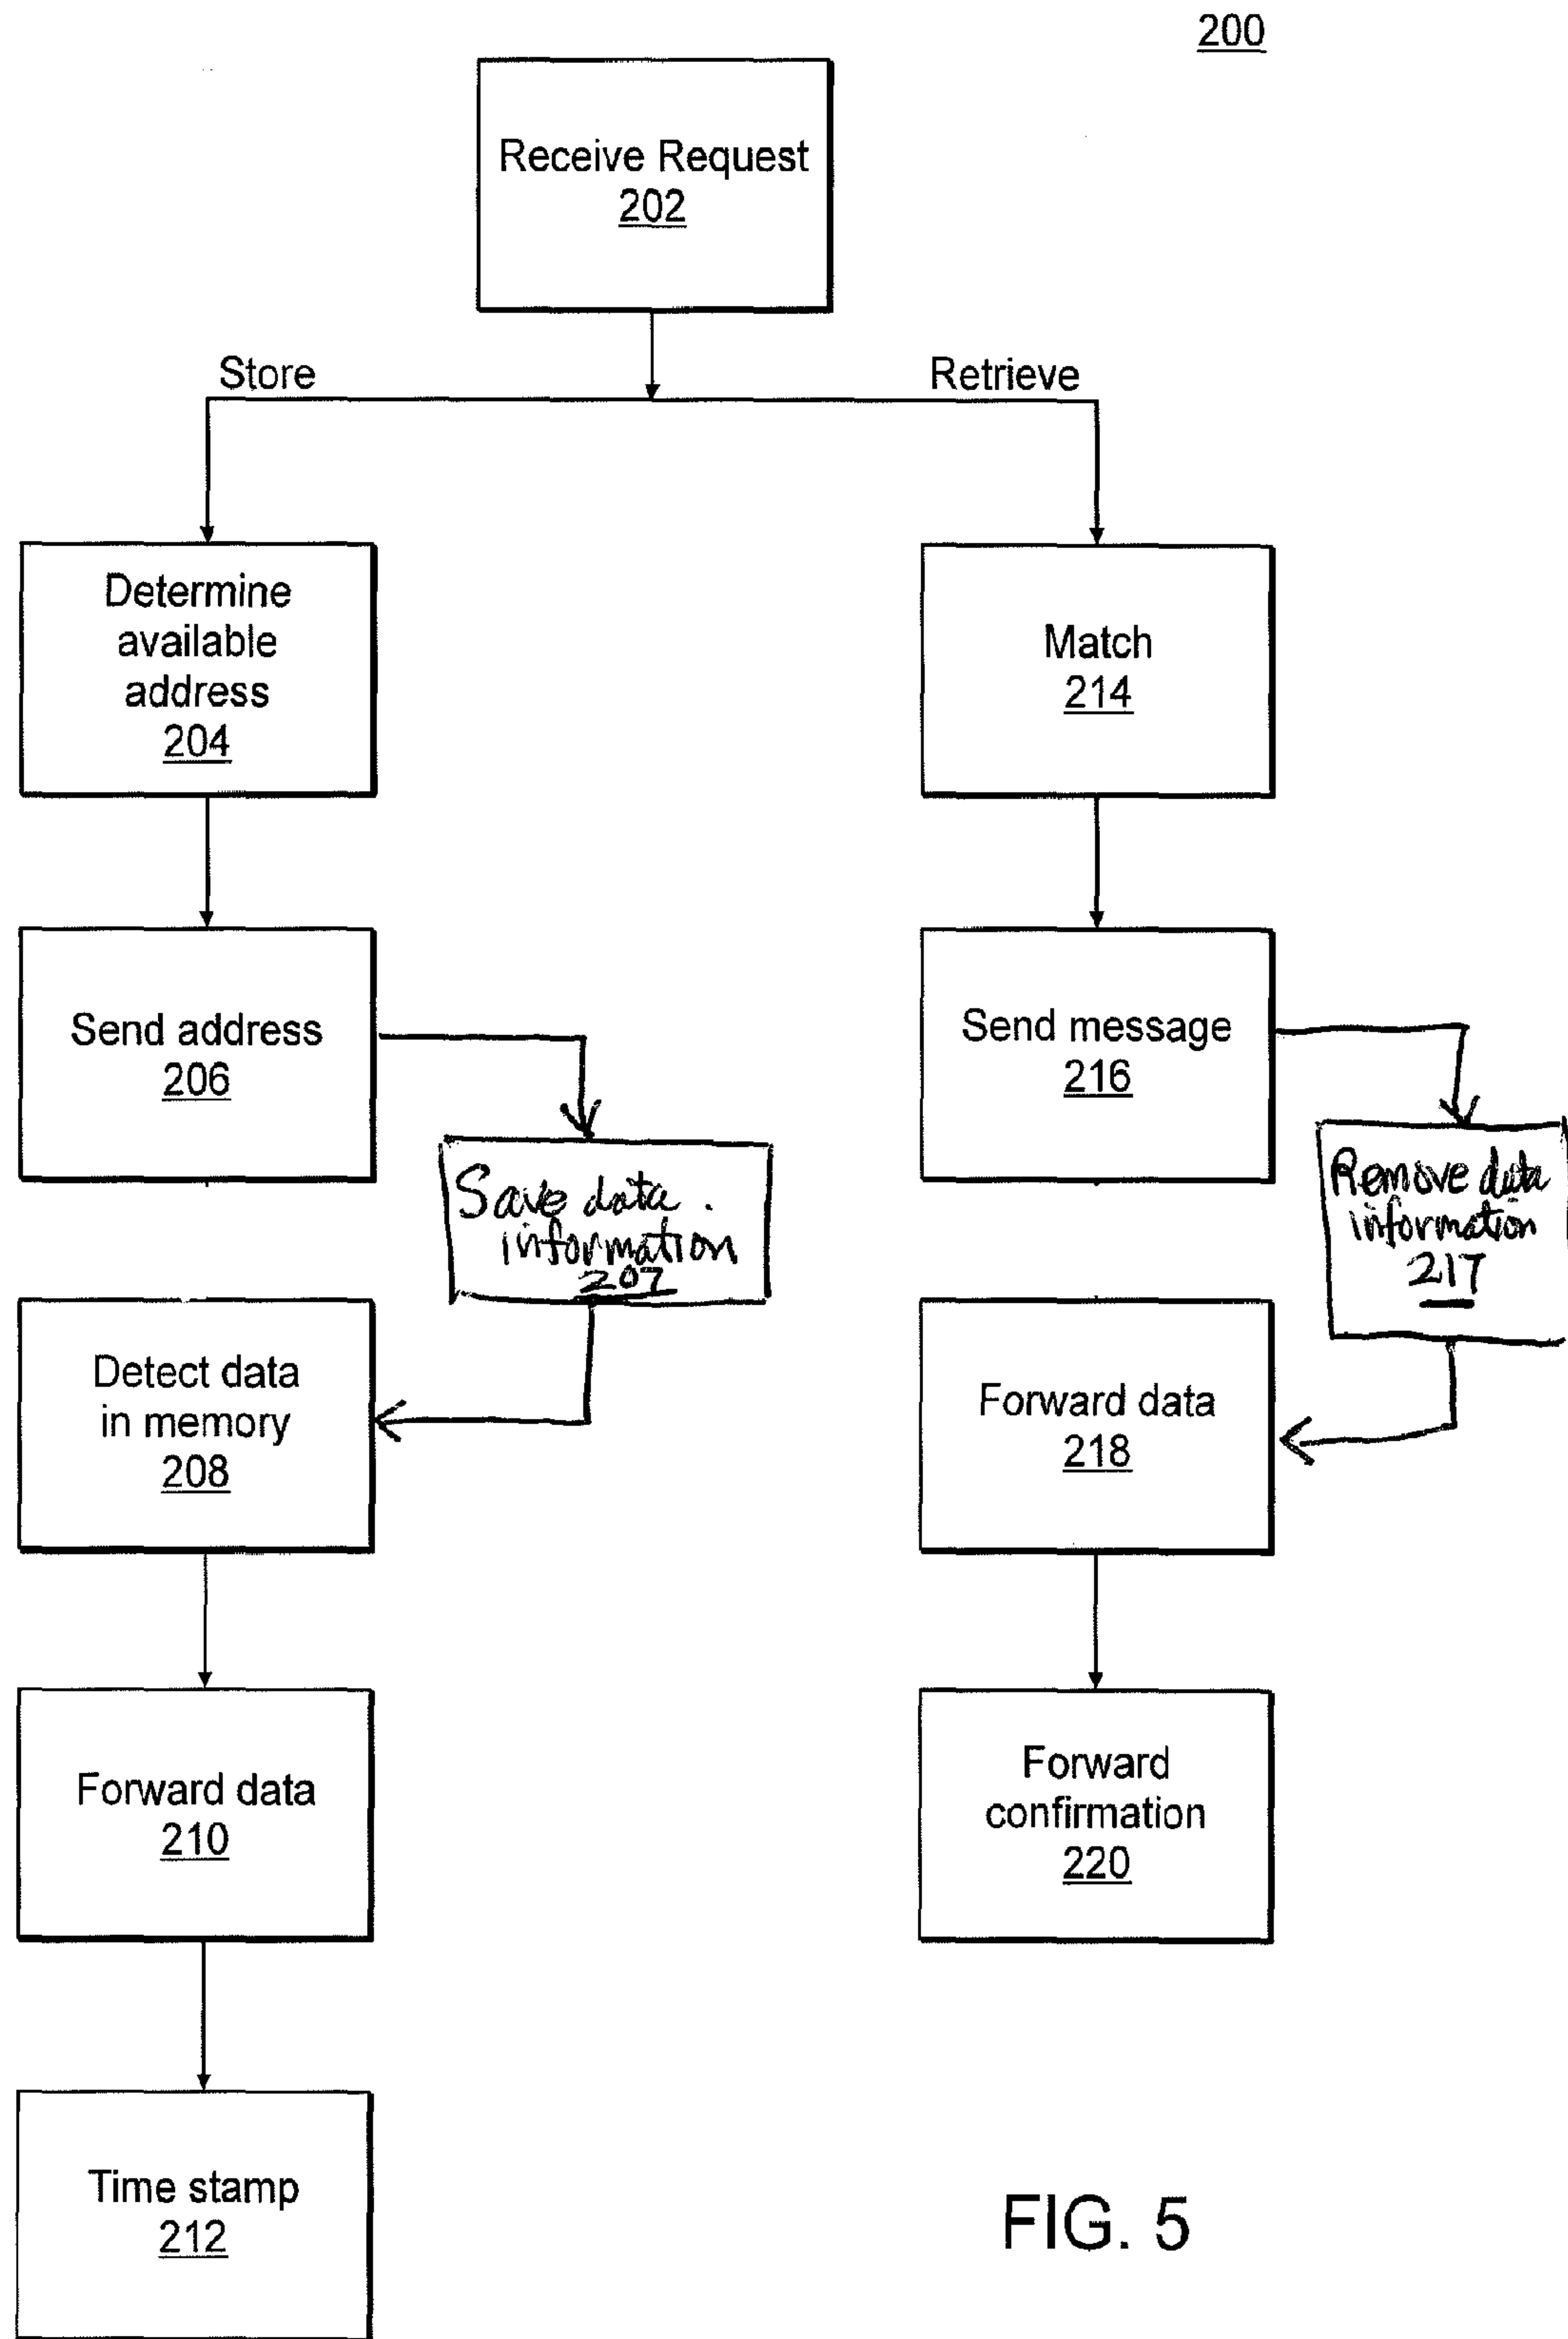 200
Receive Request
202
Store
Retrieve
Determine
available
address
204
Match
214
Send address
206
Send message
216
Save data
information
207
Remove data
information
217
Detect data
in memory
208
Forward data
218
Forward data
210
Forward
confirmation
220
Time stamp
212
FIG. 5